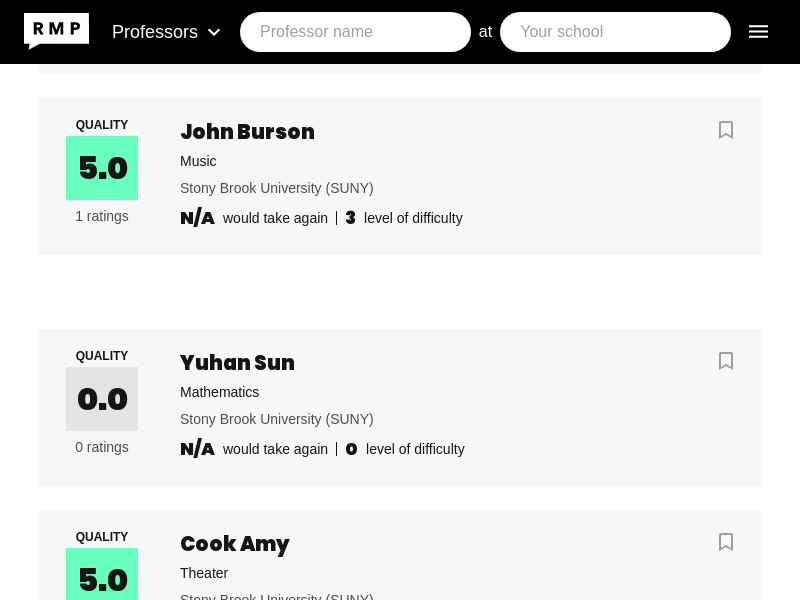 RMP Professors Professor name at Your school
QUALITY
John Burson
5.0
Music
Stony Brook University (SUNY)
1 ratings
N/A would take again | 3 level of difficulty
QUALITY
Yuhan Sun
0.0
Mathematics
Stony Brook University (SUNY)
0 ratings
N/A would take again | 0 level of difficulty
QUALITY
Cook Amy
5.0
Theater
Stony Brook University (SUNY)